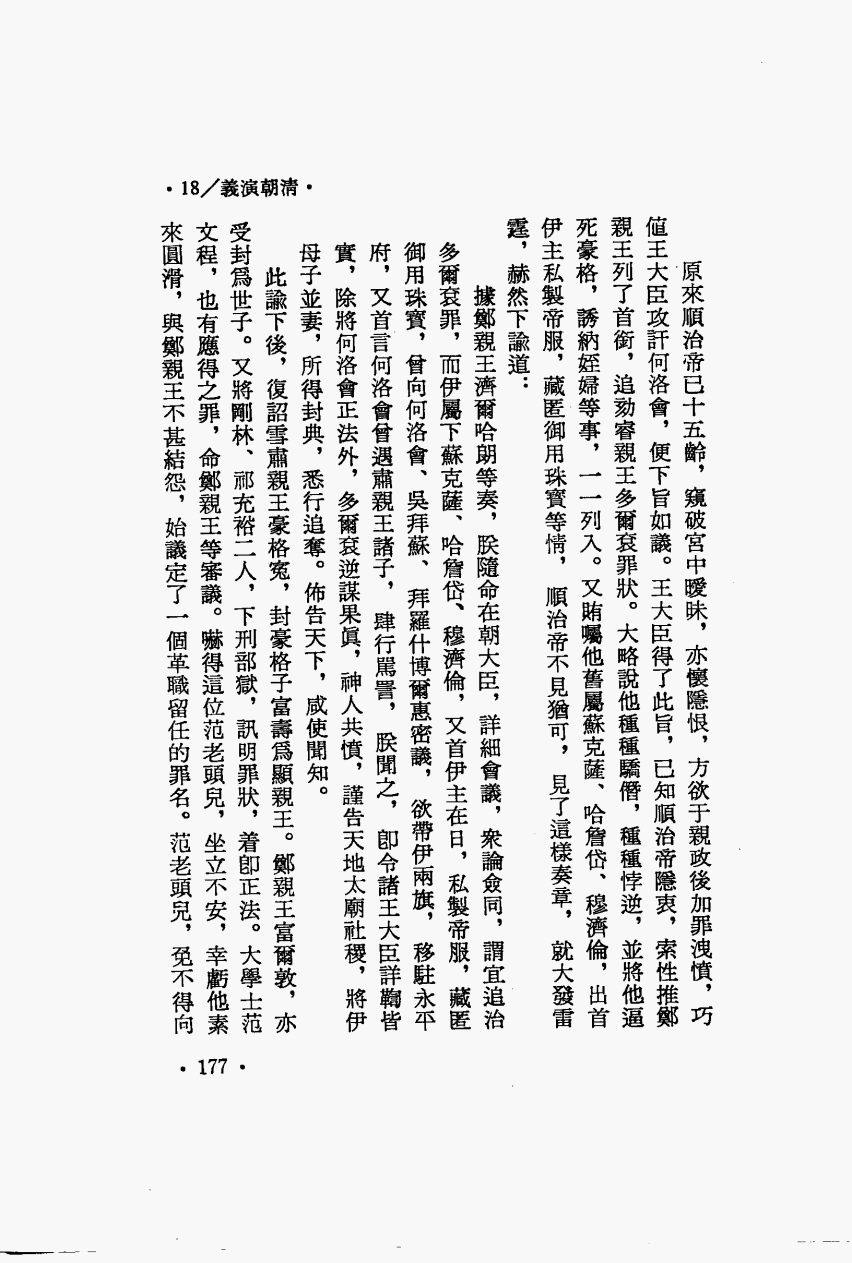 ·18/義演朝清·
原來順治帝已十五齡，窺破宮中曖昧，亦懷隱恨，方欲于親政後加罪洩憤，巧
値王大臣攻訐何洛會，便下旨如議。王大臣得了此旨，已知順治帝隱衷，索性推鄭
親王列了首銜，追劾睿親王多爾袞罪狀。大略說他種種驕僭，種種悖逆，並將他逼
死豪格，誘納姪婦等事，一一列入。又賄囑他舊屬蘇克薩、哈詹岱、穆濟倫，出首
伊主私製帝服，藏匿御用珠寳等情，順治帝不見猶可，見了這樣奏章，就大發雷
霆，赫然下諭道：
據鄭親王濟爾哈朗等奏，朕隨命在朝大臣，詳細會議，衆論僉同，謂宜追治
多爾袞罪，而伊屬下蘇克薩、哈詹岱、穆濟倫，又首伊主在日，私製帝服，藏匿
御用珠寳，曾向何洛會、吳拜蘇、拜羅什博爾惠密議，欲帶伊兩旗，移駐永平
府，又首言何洛會曾遇肅親王諸子，肆行駡詈，朕聞之，卽令諸王大臣詳鞫皆
實，除將何洛會正法外，多爾袞逆謀果眞，神人共憤，謹告天地太廟社稷，將伊
母子並妻，所得封典，悉行追奪。佈告天下，咸使聞知。
此諭下後，復詔雪肅親王豪格寃，封豪格子富壽爲顯親王。鄭親王富爾敦，亦
受封爲世子。又將剛林、祁充裕二人，下刑部獄，訊明罪狀，着卽正法。大學士范
文程，也有應得之罪，命鄭親王等審議。嚇得這位范老頭兒，坐立不安，幸虧他素
來圓滑，與鄭親王不甚結怨，始議定了一個革職留任的罪名。范老頭兒，免不得向
·177·